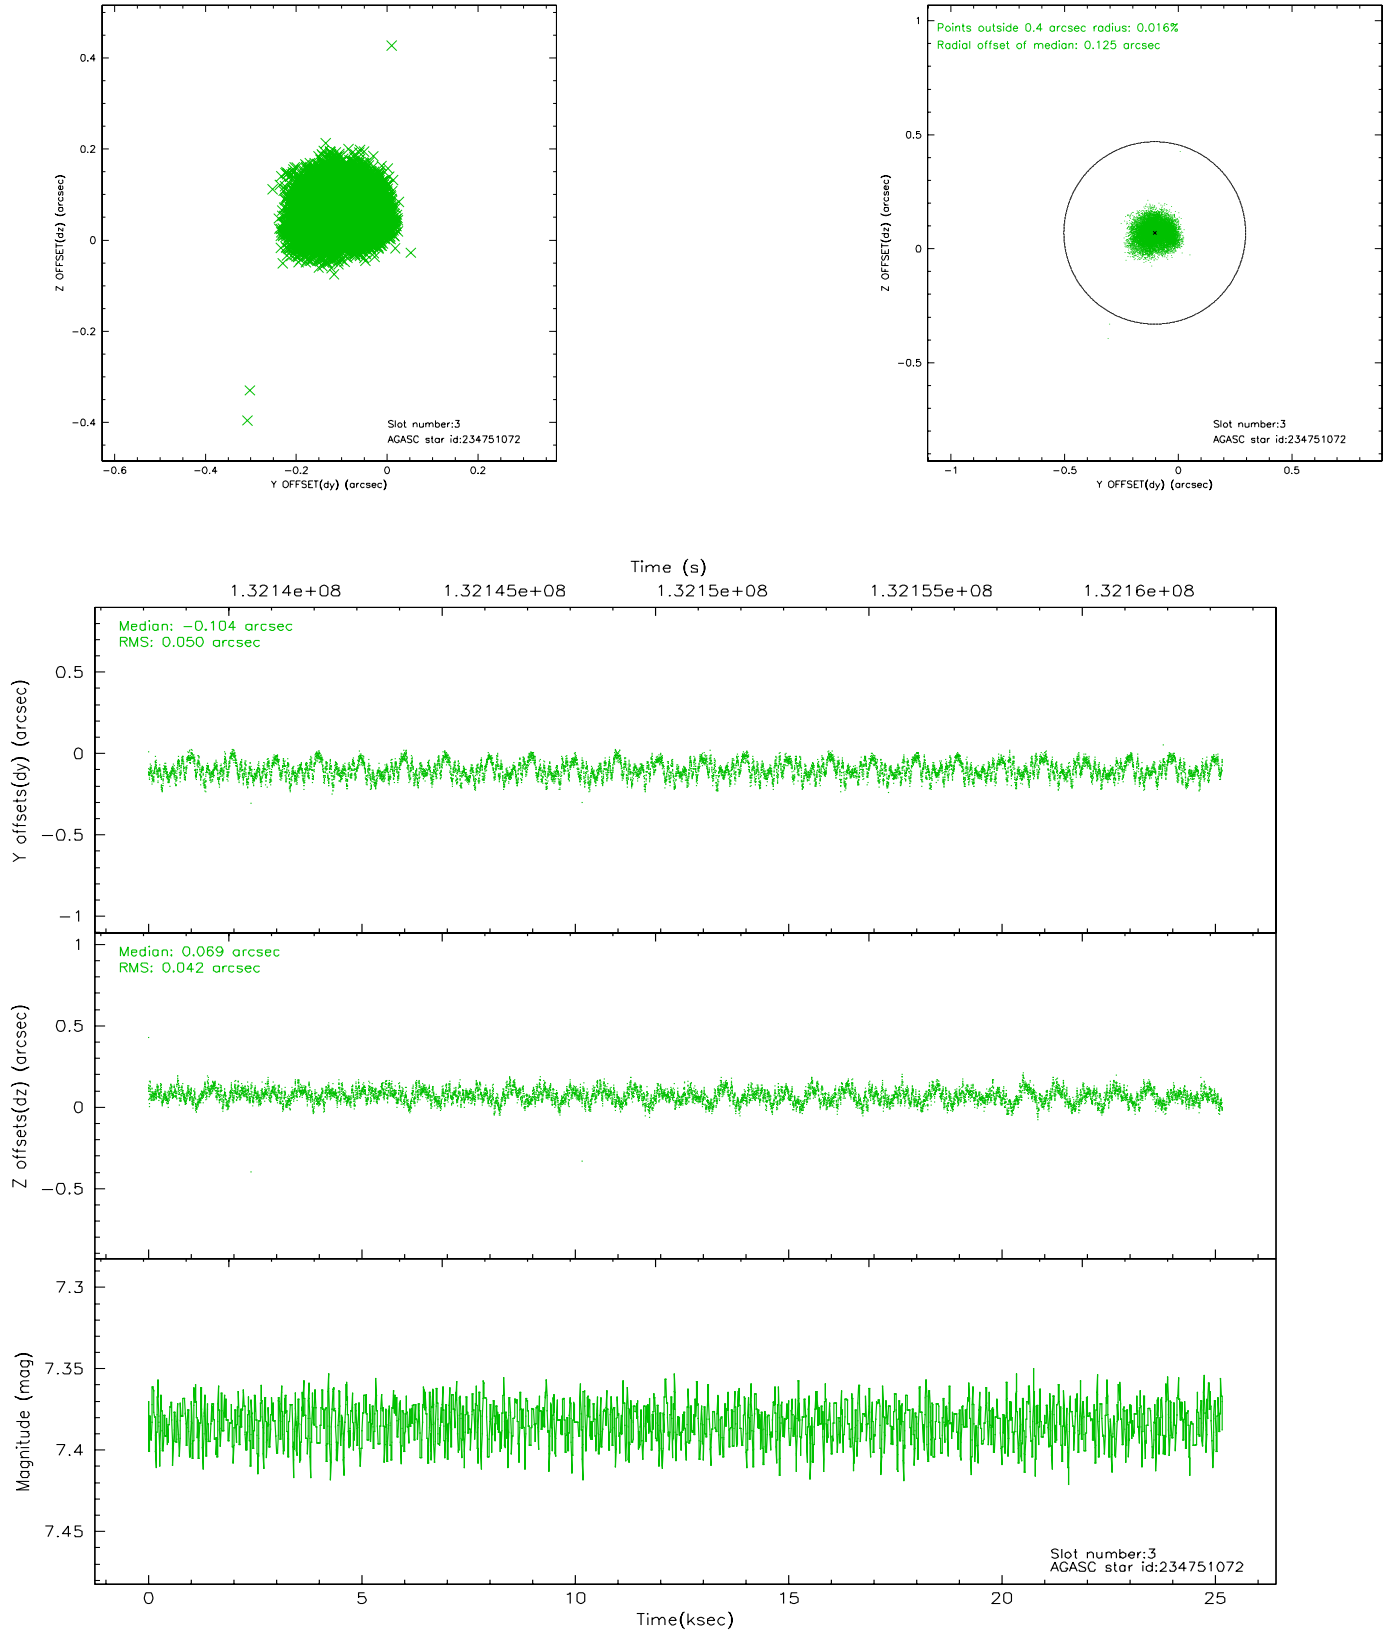 0.4
0.2
0
−0.2
−0.4
−0.6
−0.4
−0.2
0
0.2
Z OFFSET(dz) (arcsec)
Y OFFSET(dy) (arcsec)
Slot number:3
AGASC star id:234751072
Points outside 0.4 arcsec radius: 0.016%
Radial offset of median: 0.125 arcsec
1
0.5
0
−0.5
−1
−0.5
0
0.5
Z OFFSET(dz) (arcsec)
Y OFFSET(dy) (arcsec)
Slot number:3
AGASC star id:234751072
Time (s)
1.3214e+08
1.32145e+08
1.3215e+08
1.32155e+08
1.3216e+08
Median: −0.104 arcsec
RMS: 0.050 arcsec
0.5
0
−0.5
−1
Y offsets(dy) (arcsec)
Median: 0.069 arcsec
RMS: 0.042 arcsec
1
0.5
0
−0.5
Z offsets(dz) (arcsec)
7.3
7.35
7.4
7.45
Magnitude (mag)
Slot number:3
AGASC star id:234751072
0
5
10
15
20
25
Time(ksec)